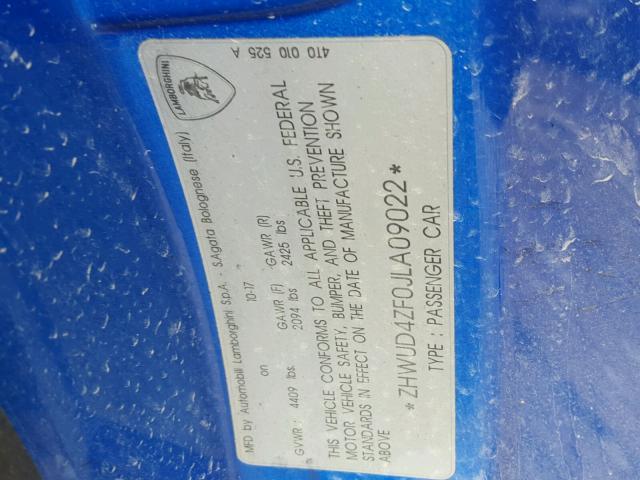 LAMBORGHINI
4T0 010 525 A
MFD by Automobili Lamborghini S.p.A. - S.Agata Bolognese (Italy)
on 10-17
GVWR : 4409 lbs. GAWR (F) 2094 lbs GAWR (R) 2425 lbs
THIS VEHICLE CONFORMS TO ALL APPLICABLE U.S. FEDERAL
MOTOR VEHICLE SAFETY, BUMPER, AND THEFT PREVENTION
STANDARDS IN EFFECT ON THE DATE OF MANUFACTURE SHOWN
ABOVE
*ZHWUD4ZF0JLA09022*
TYPE : PASSENGER CAR